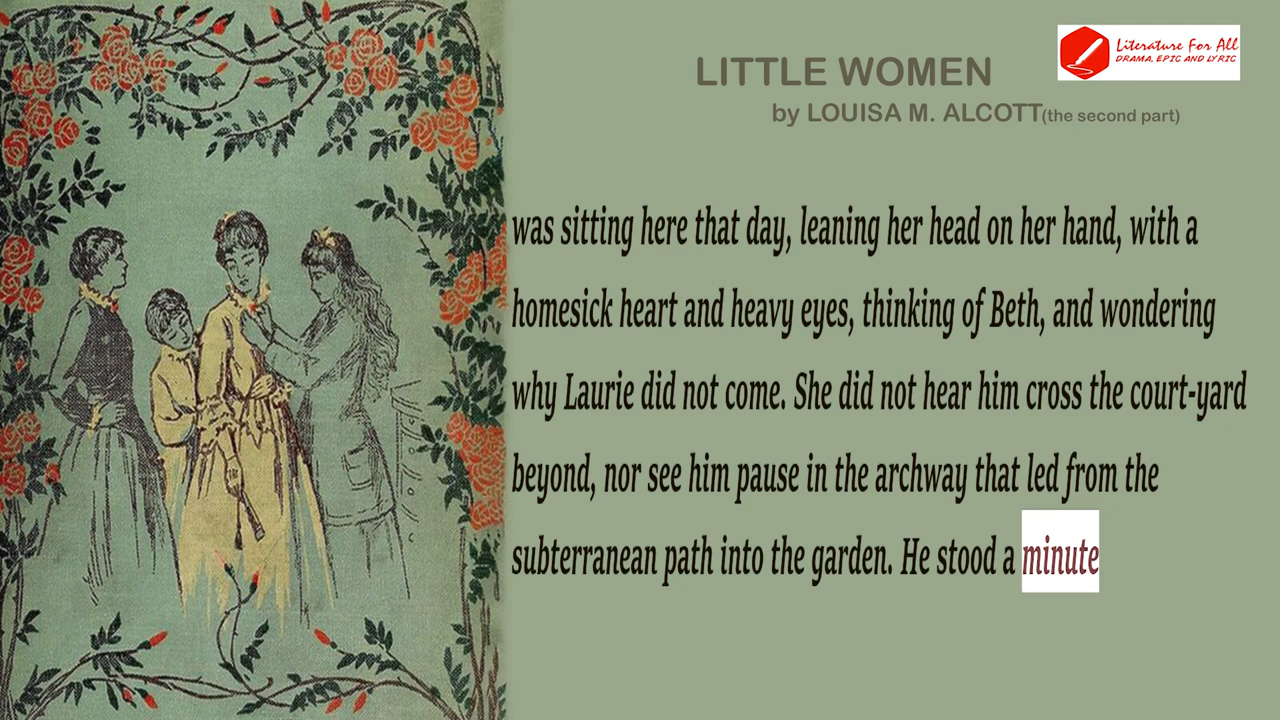 LITTLE WOMEN
by LOUISA M. ALCOTT(the second part)
Literature For All
DRAMA, EPIC AND LYRIC
was sitting here that day, leaning her head on her hand, with a
homesick heart and heavy eyes, thinking of Beth, and wondering
why Laurie did not come. She did not hear him cross the court-yard
beyond, nor see him pause in the archway that led from the
subterranean path into the garden. He stood a minute